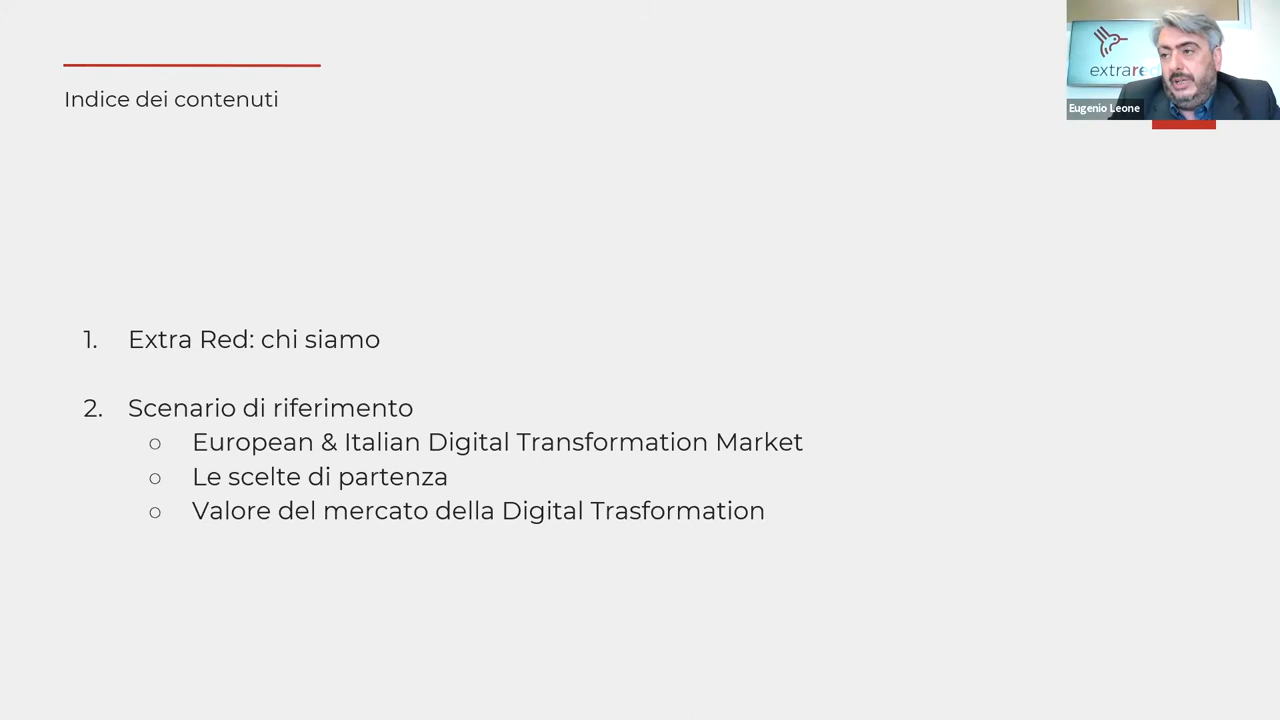 Indice dei contenuti
extrare
Eugenio Leone
1. Extra Red: chi siamo
2. Scenario di riferimento
○ European & Italian Digital Transformation Market
○ Le scelte di partenza
○ Valore del mercato della Digital Trasformation